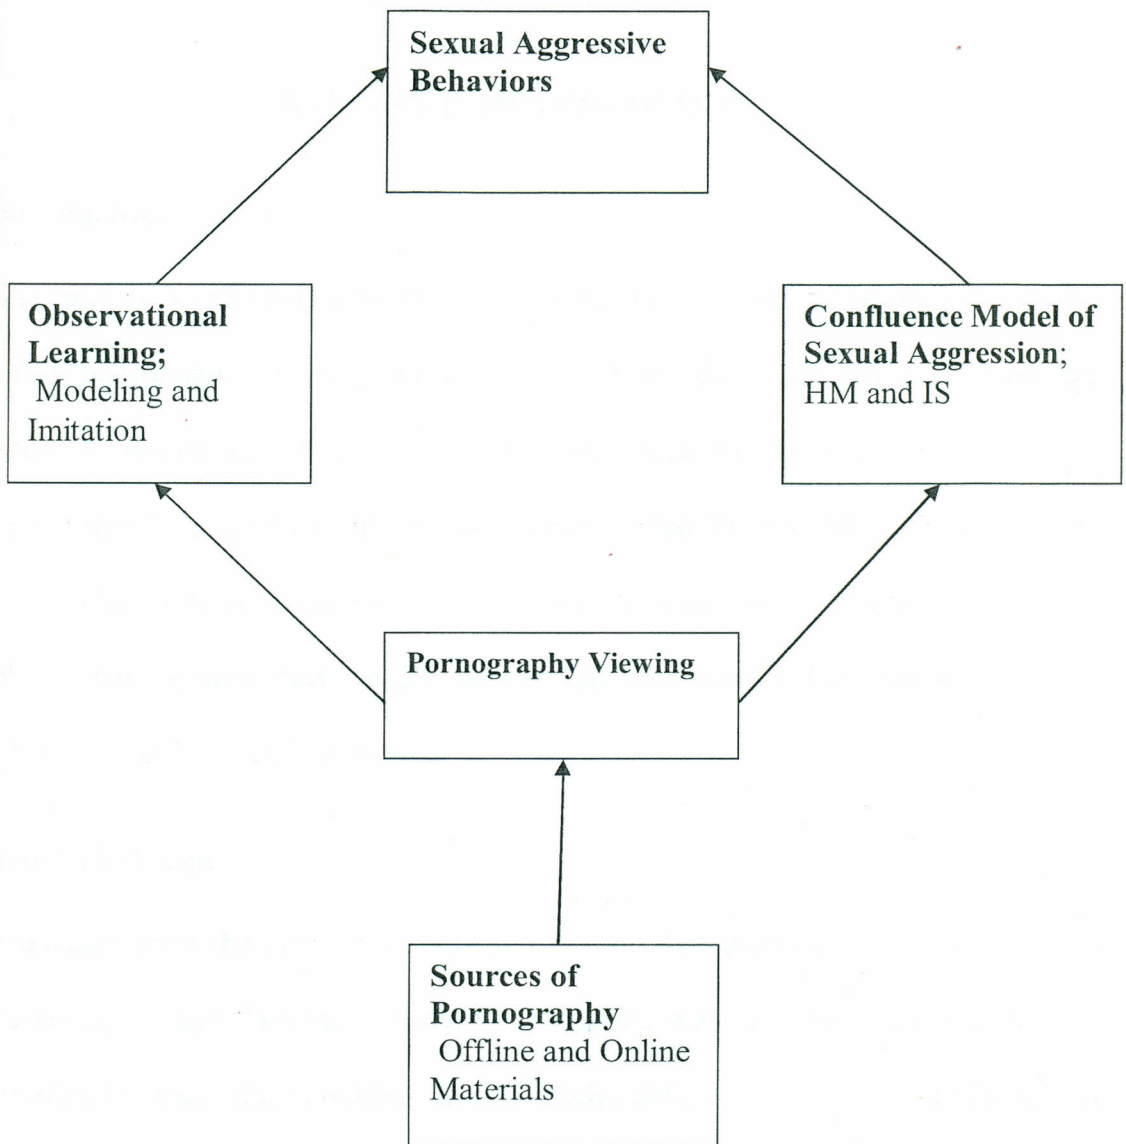 Sexual Aggressive
Behaviors
Observational
Learning;
Modeling and
Imitation
Confluence Model of
Sexual Aggression;
HM and IS
Pornography Viewing
Sources of
Pornography
Offline and Online
Materials